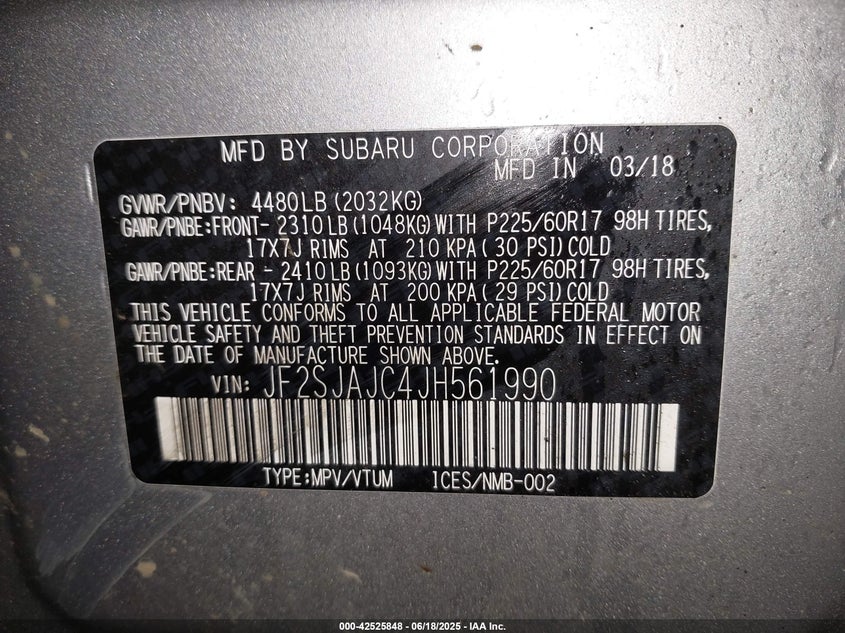 MFD BY SUBARU CORPORATION
MFD IN 03/18
GVWR/PNBV: 4480LB (2032KG)
GAWR/PNBE:FRONT- 2310LB (1048KG) WITH P225/60R17 98H TIRES,
17X7J RIMS AT 210 KPA ( 30 PSI) COLD
GAWR/PNBE:REAR - 2410LB (1093KG) WITH P225/60R17 98H TIRES,
17X7J RIMS AT 200 KPA ( 29 PSI) COLD
THIS VEHICLE CONFORMS TO ALL APPLICABLE FEDERAL MOTOR
VEHICLE SAFETY AND THEFT PREVENTION STANDARDS IN EFFECT ON
THE DATE OF MANUFACTURE SHOWN ABOVE.
VIN: JF2SJAJC4JH561990
TYPE:MPV/VTUM ICES/NMB-002
000-42525848 - 06/18/2025 - IAA Inc.